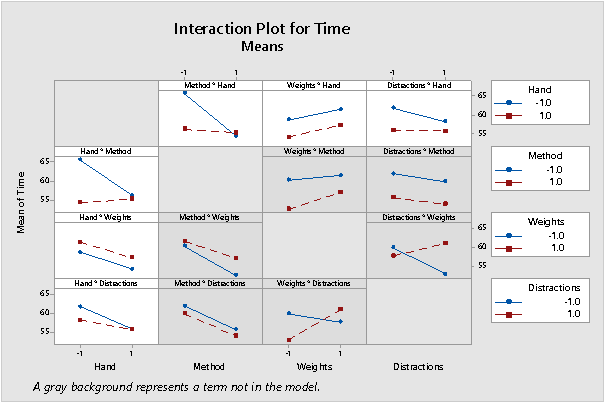 Interaction Plot for Time
Means
-1 1 -1 1
Method * Hand Weights * Hand Distractions * Hand
65
60
55
Hand
-1.0
1.0
Hand * Method Weights * Method Distractions * Method
65
60
55
Method
-1.0
1.0
Mean of Time
Hand * Weights Method * Weights Distractions * Weights
65
60
55
Weights
-1.0
1.0
Hand * Distractions Method * Distractions Weights * Distractions
65
60
55
Distractions
-1.0
1.0
-1 1 -1 1
Hand Method Weights Distractions
A gray background represents a term not in the model.